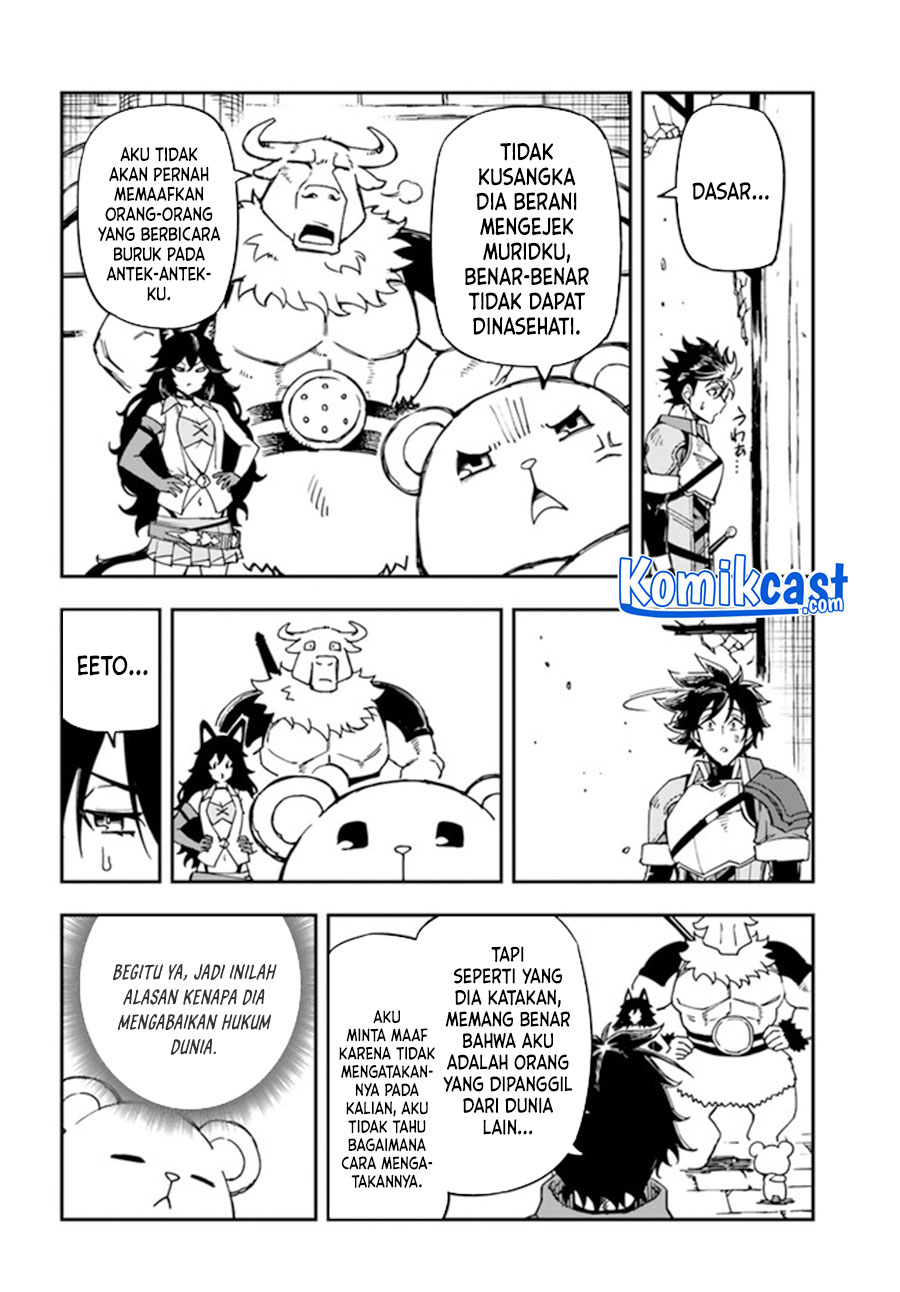 DASAR...
うわぁ...
TIDAK
KUSANGKA
DIA BERANI
MENGEJEK
MURIDKU,
BENAR-BENAR
TIDAK DAPAT
DINASEHATI.
AKU TIDAK
AKAN PERNAH
MEMAAFKAN
ORANG-ORANG
YANG BERBICARA
BURUK PADA
ANTEK-ANTEK-
KU.
Komikcast
.com
EETO...
TAPI
SEPERTI YANG
DIA KATAKAN,
MEMANG BENAR
BAHWA AKU
ADALAH ORANG
YANG DIPANGGIL
DARI DUNIA
LAIN...
AKU
MINTA MAAF
KARENA TIDAK
MENGATAKAN-
NYA PADA
KALIAN, AKU
TIDAK TAHU
BAGAIMANA
CARA MENGA-
TAKANNYA.
BEGITU YA, JADI INILAH
ALASAN KENAPA DIA
MENGABAIKAN HUKUM
DUNIA.